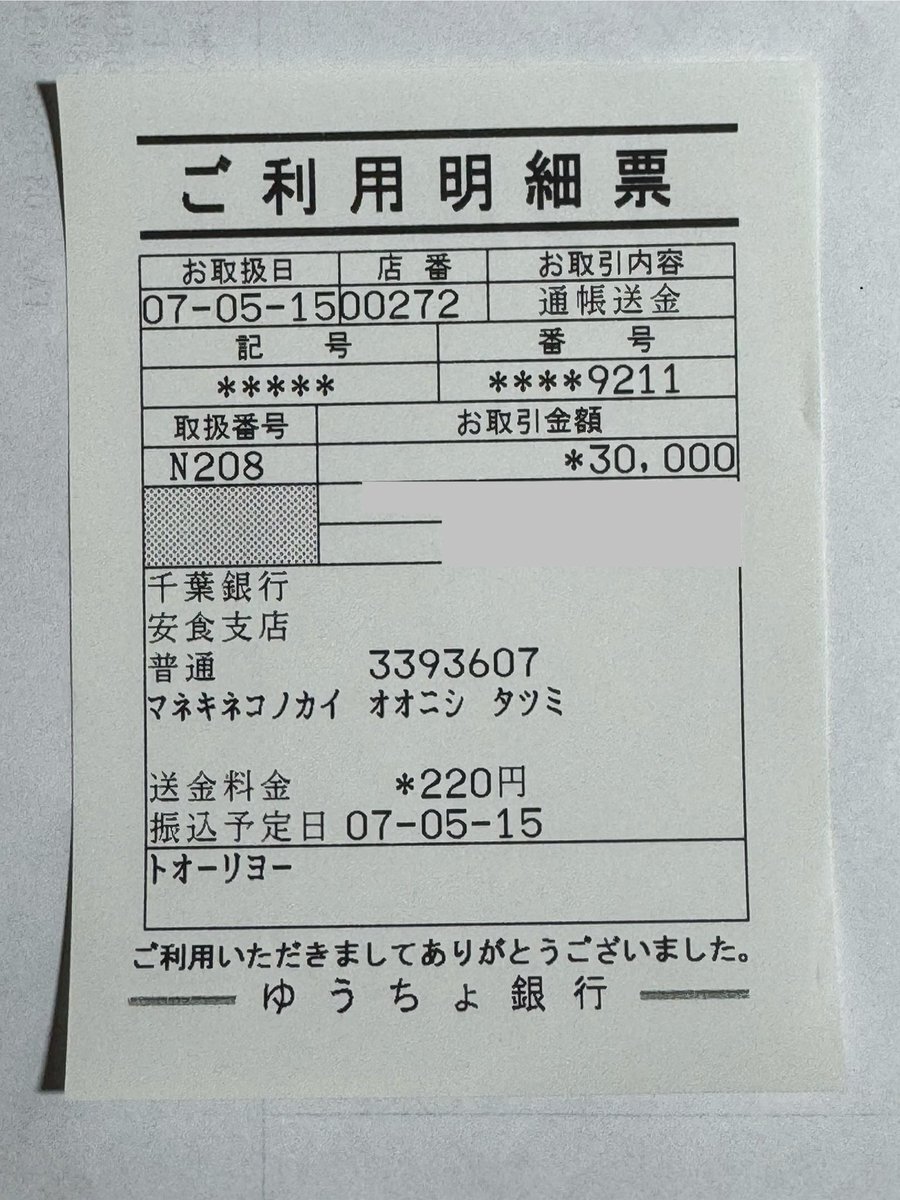 ご利用明細票
お取扱日 店番 お取引内容
07-05-15 00272 通帳送金
記号 番号
***** ****9211
取扱番号 お取引金額
N208 *30,000
千葉銀行
安食支店
普通 3393607
マネキネコノカイ オオニシ タツミ
送金料金 *220円
振込予定日 07-05-15
トオーリヨー
ご利用いただきましてありがとうございました。
ゆうちょ銀行